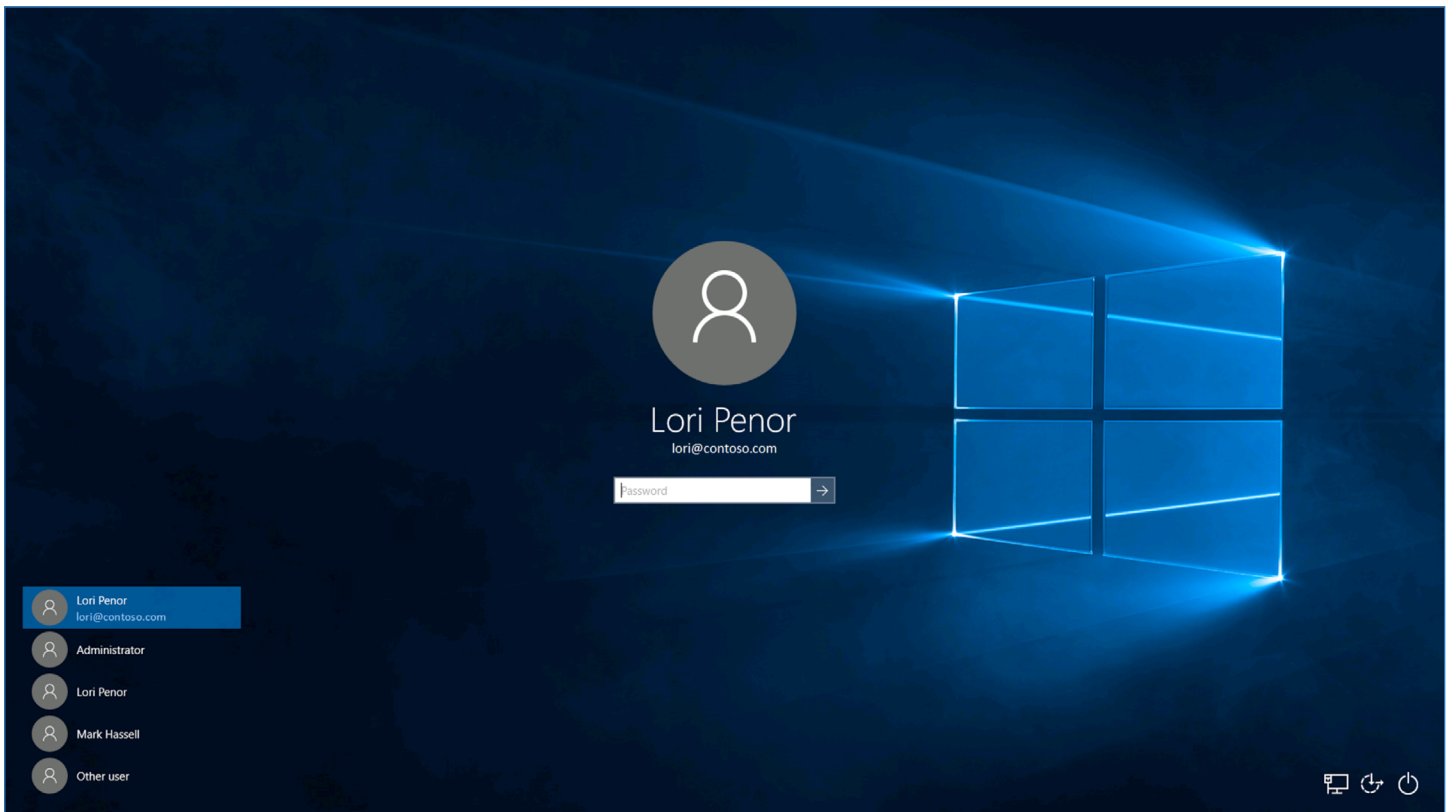 Lori Penor
lori@contoso.com
Password
Lori Penor
lori@contoso.com
Administrator
Lori Penor
Mark Hassell
Other user